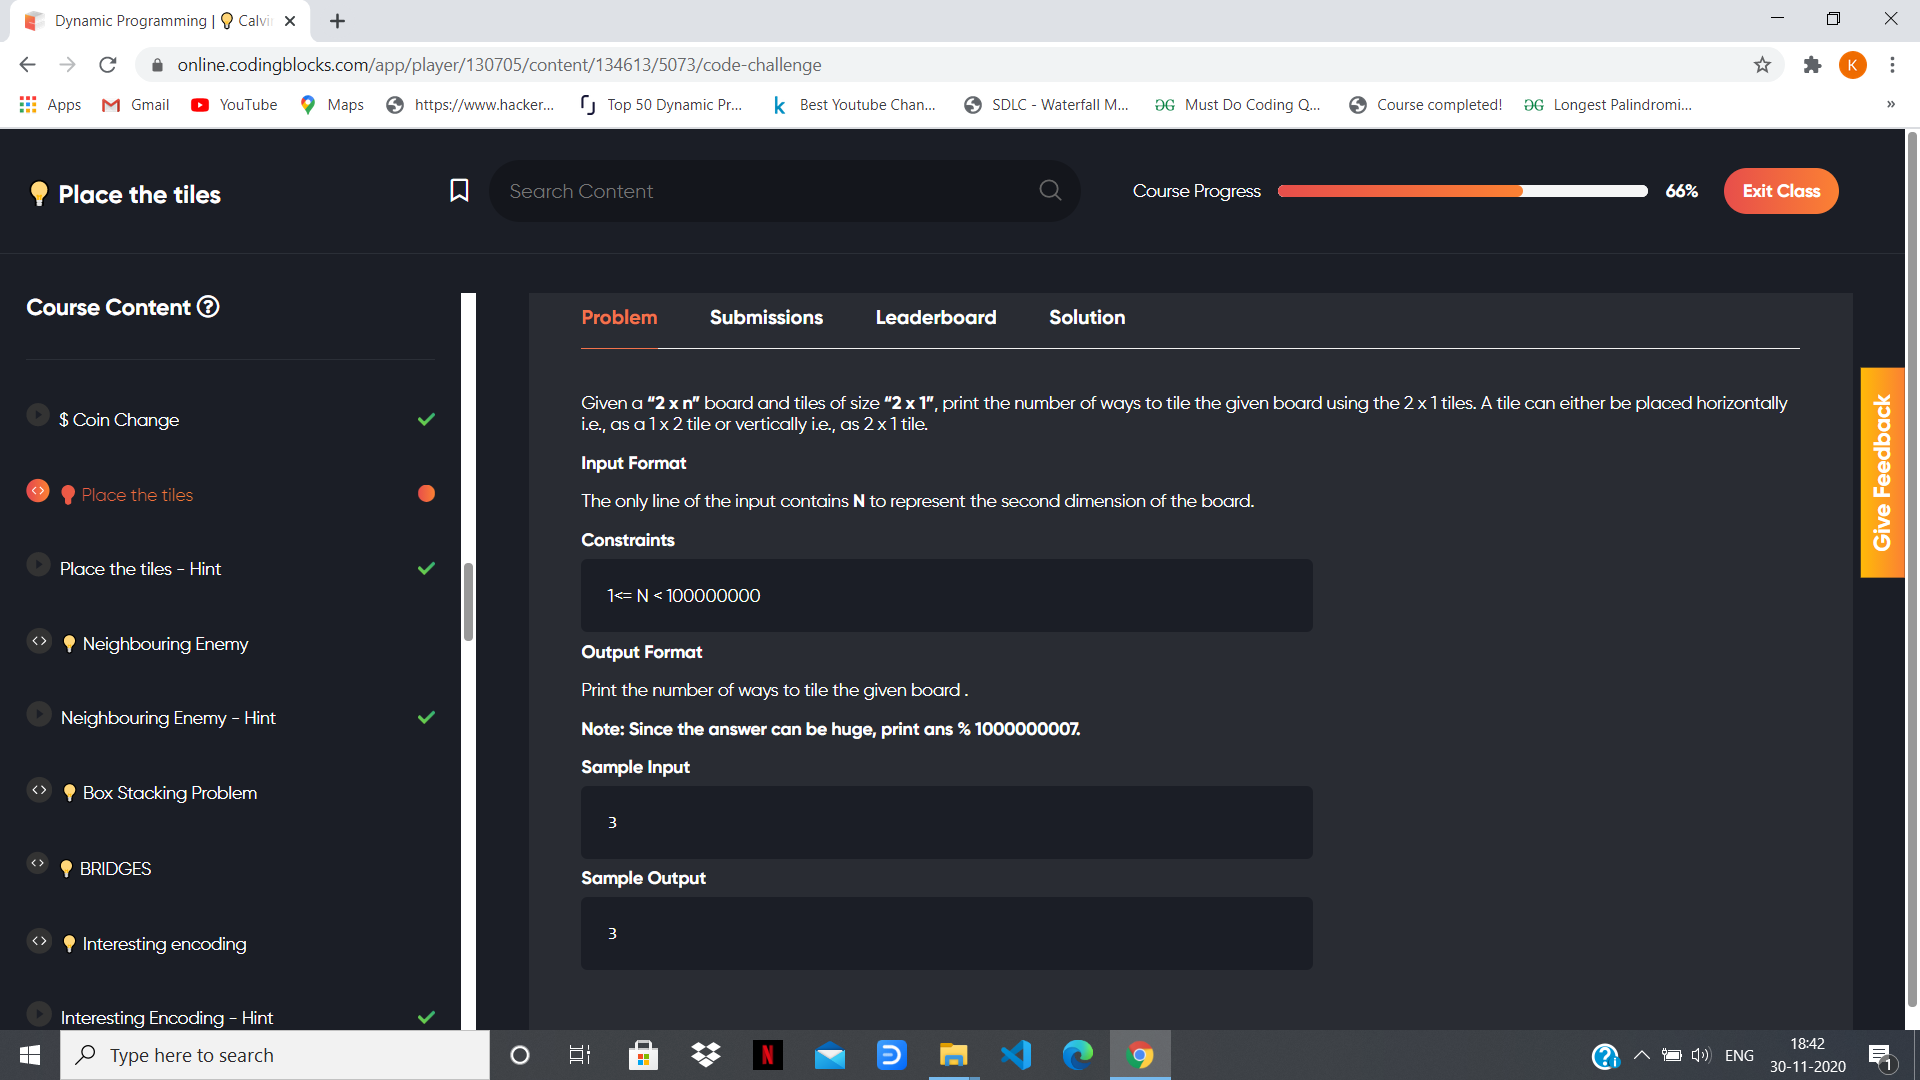 Dynamic Programming | Calvi
online.codingblocks.com/app/player/130705/content/134613/5073/code-challenge
K
Apps
Gmail
YouTube
Maps
https://www.hacker...
Top 50 Dynamic Pr...
Best Youtube Chan...
SDLC - Waterfall M...
Must Do Coding Q...
Course completed!
Longest Palindromi...
»
Place the tiles
Search Content
Course Progress
66%
Exit Class
Course Content
$ Coin Change
Place the tiles
Place the tiles - Hint
Neighbouring Enemy
Neighbouring Enemy - Hint
Box Stacking Problem
BRIDGES
Interesting encoding
Interesting Encoding - Hint
Problem
Submissions
Leaderboard
Solution
Given a “2 x n” board and tiles of size “2 x 1”, print the number of ways to tile the given board using the 2 x 1 tiles. A tile can either be placed horizontally
i.e., as a 1 x 2 tile or vertically i.e., as 2 x 1 tile.
Input Format
The only line of the input contains N to represent the second dimension of the board.
Constraints
1<= N < 100000000
Output Format
Print the number of ways to tile the given board .
Note: Since the answer can be huge, print ans % 1000000007.
Sample Input
3
Sample Output
3
Give Feedback
Type here to search
N
ENG
18:42
30-11-2020
1